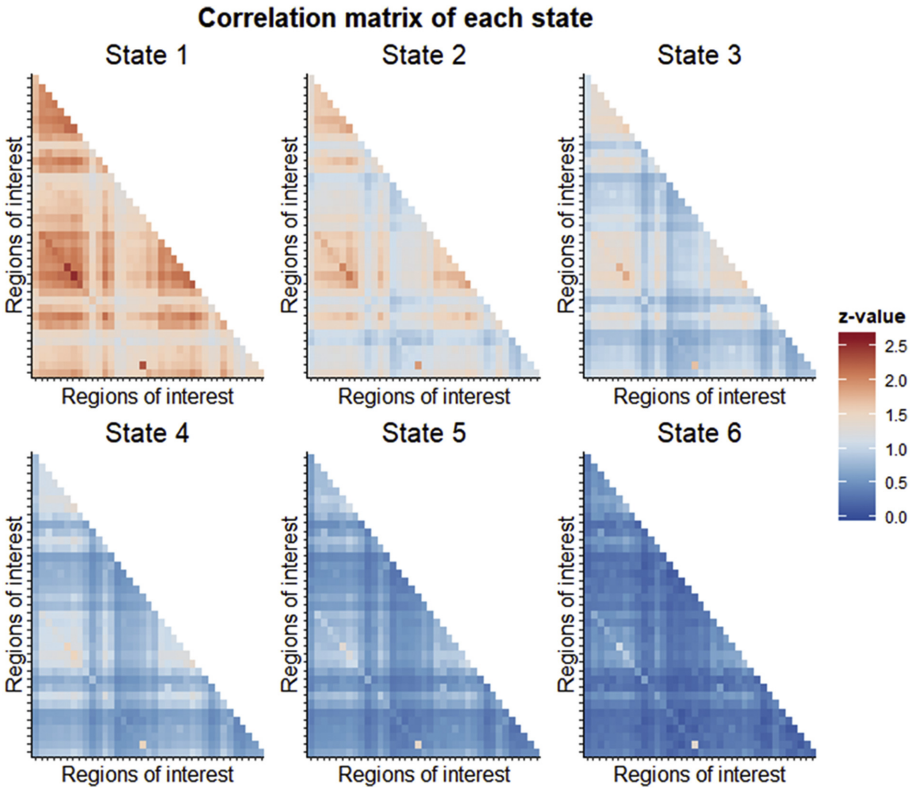 Correlation matrix of each state
State 1
State 2
State 3
Regions of interest
Regions of interest
Regions of interest
Regions of interest
Regions of interest
Regions of interest
z-value
2.5
2.0
1.5
1.0
0.5
0.0
State 4
State 5
State 6
Regions of interest
Regions of interest
Regions of interest
Regions of interest
Regions of interest
Regions of interest